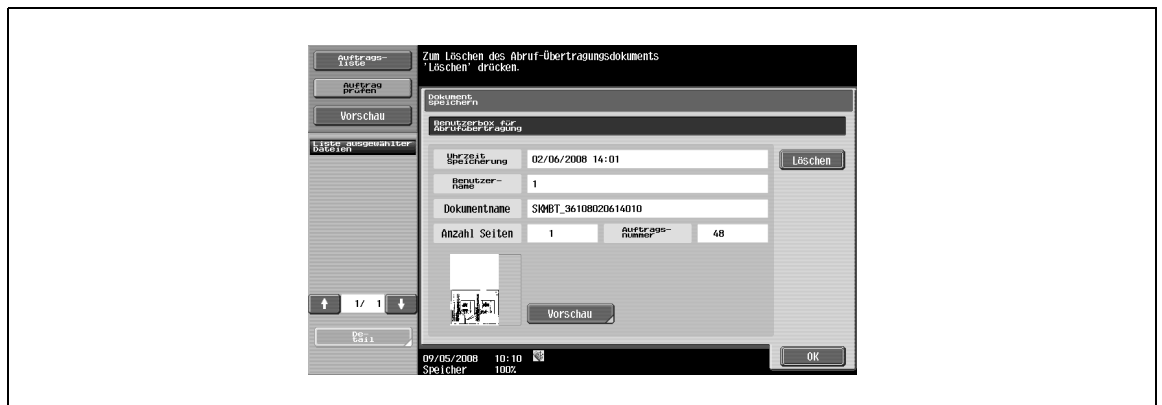 Auftrags-
liste
Auftrag
prüfen
Vorschau
Liste ausgewählter
Dateien
1/ 1
De-
tail
Zum Löschen des Abruf-Übertragungsdokuments
'Löschen' drücken.
Dokument
speichern
Benutzerbox für
Abrufübertragung
Uhrzeit
Speicherung
02/06/2008 14:01
Löschen
Benutzer-
name
1
Dokumentname
SKMBT_36108020614010
Anzahl Seiten
1
Auftrags-
nummer
48
Vorschau
09/05/2008 10:10
Speicher 100%
OK